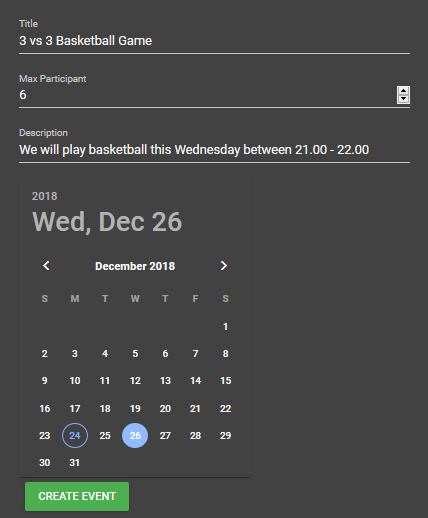 Title
3 vs 3 Basketball Game
Max Participant
6
Description
We will play basketball this Wednesday between 21.00 - 22.00
2018
Wed, Dec 26
December 2018
S M T W T F S
1
2 3 4 5 6 7 8
9 10 11 12 13 14 15
16 17 18 19 20 21 22
23 24 25 26 27 28 29
30 31
CREATE EVENT